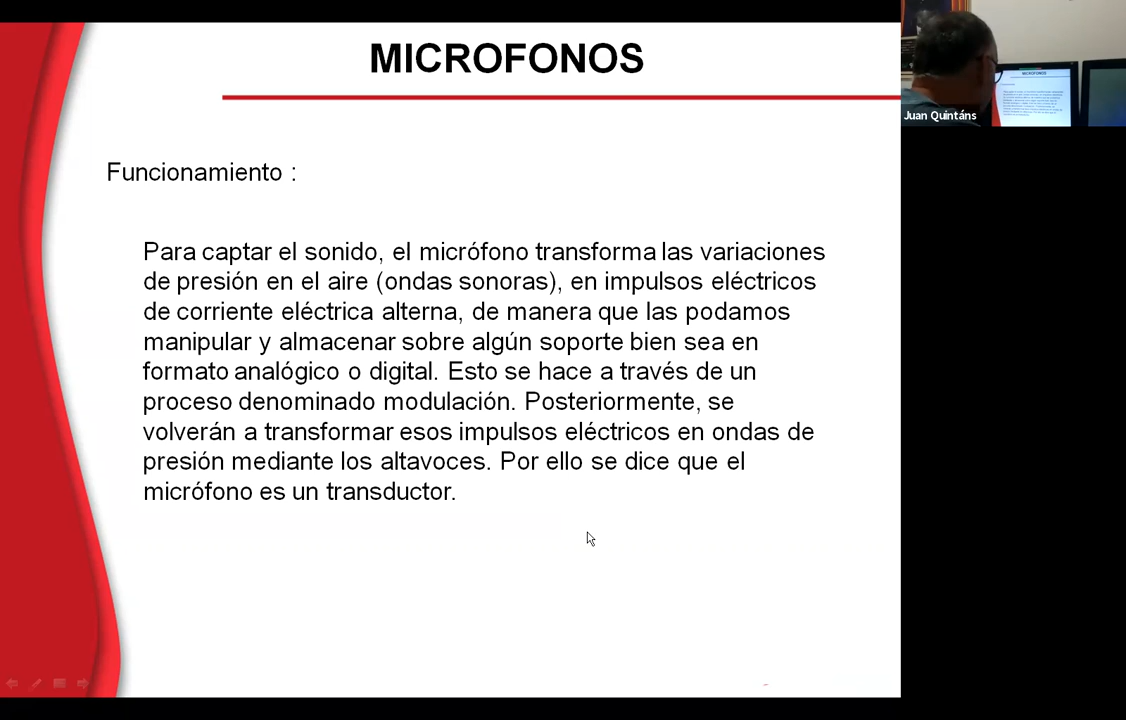 MICROFONOS
Funcionamiento :
Para captar el sonido, el micrófono transforma las variaciones
de presión en el aire (ondas sonoras), en impulsos eléctricos
de corriente eléctrica alterna, de manera que las podamos
manipular y almacenar sobre algún soporte bien sea en
formato analógico o digital. Esto se hace a través de un
proceso denominado modulación. Posteriormente, se
volverán a transformar esos impulsos eléctricos en ondas de
presión mediante los altavoces. Por ello se dice que el
micrófono es un transductor.
MICROFONOS
Juan Quintáns